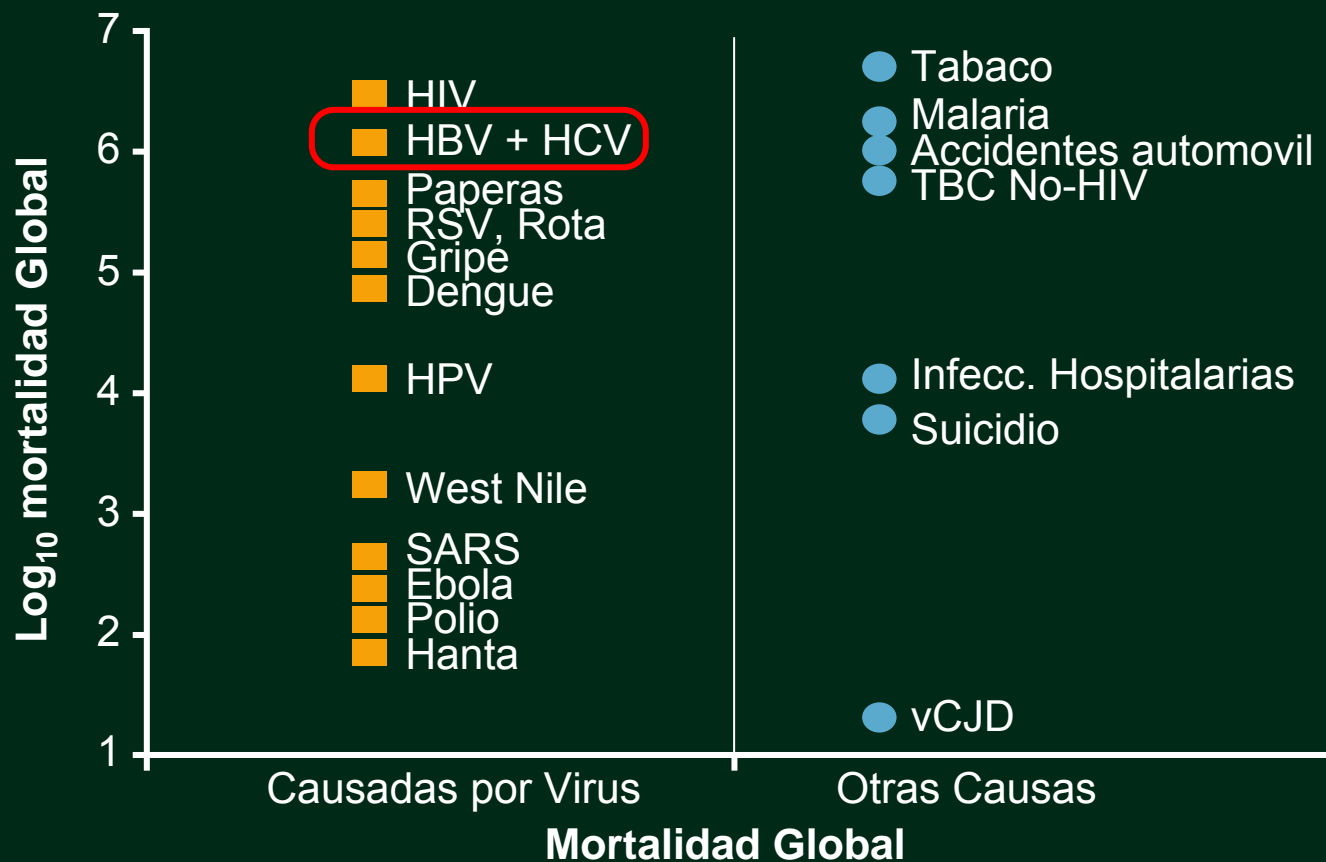 Log₁₀ mortalidad Global
7
6
5
4
3
2
1
HIV
HBV + HCV
Paperas
RSV, Rota
Gripe
Dengue
HPV
West Nile
SARS
Ebola
Polio
Hanta
Tabaco
Malaria
Accidentes automovil
TBC No-HIV
Infecc. Hospitalarias
Suicidio
vCJD
Causadas por Virus
Otras Causas
Mortalidad Global